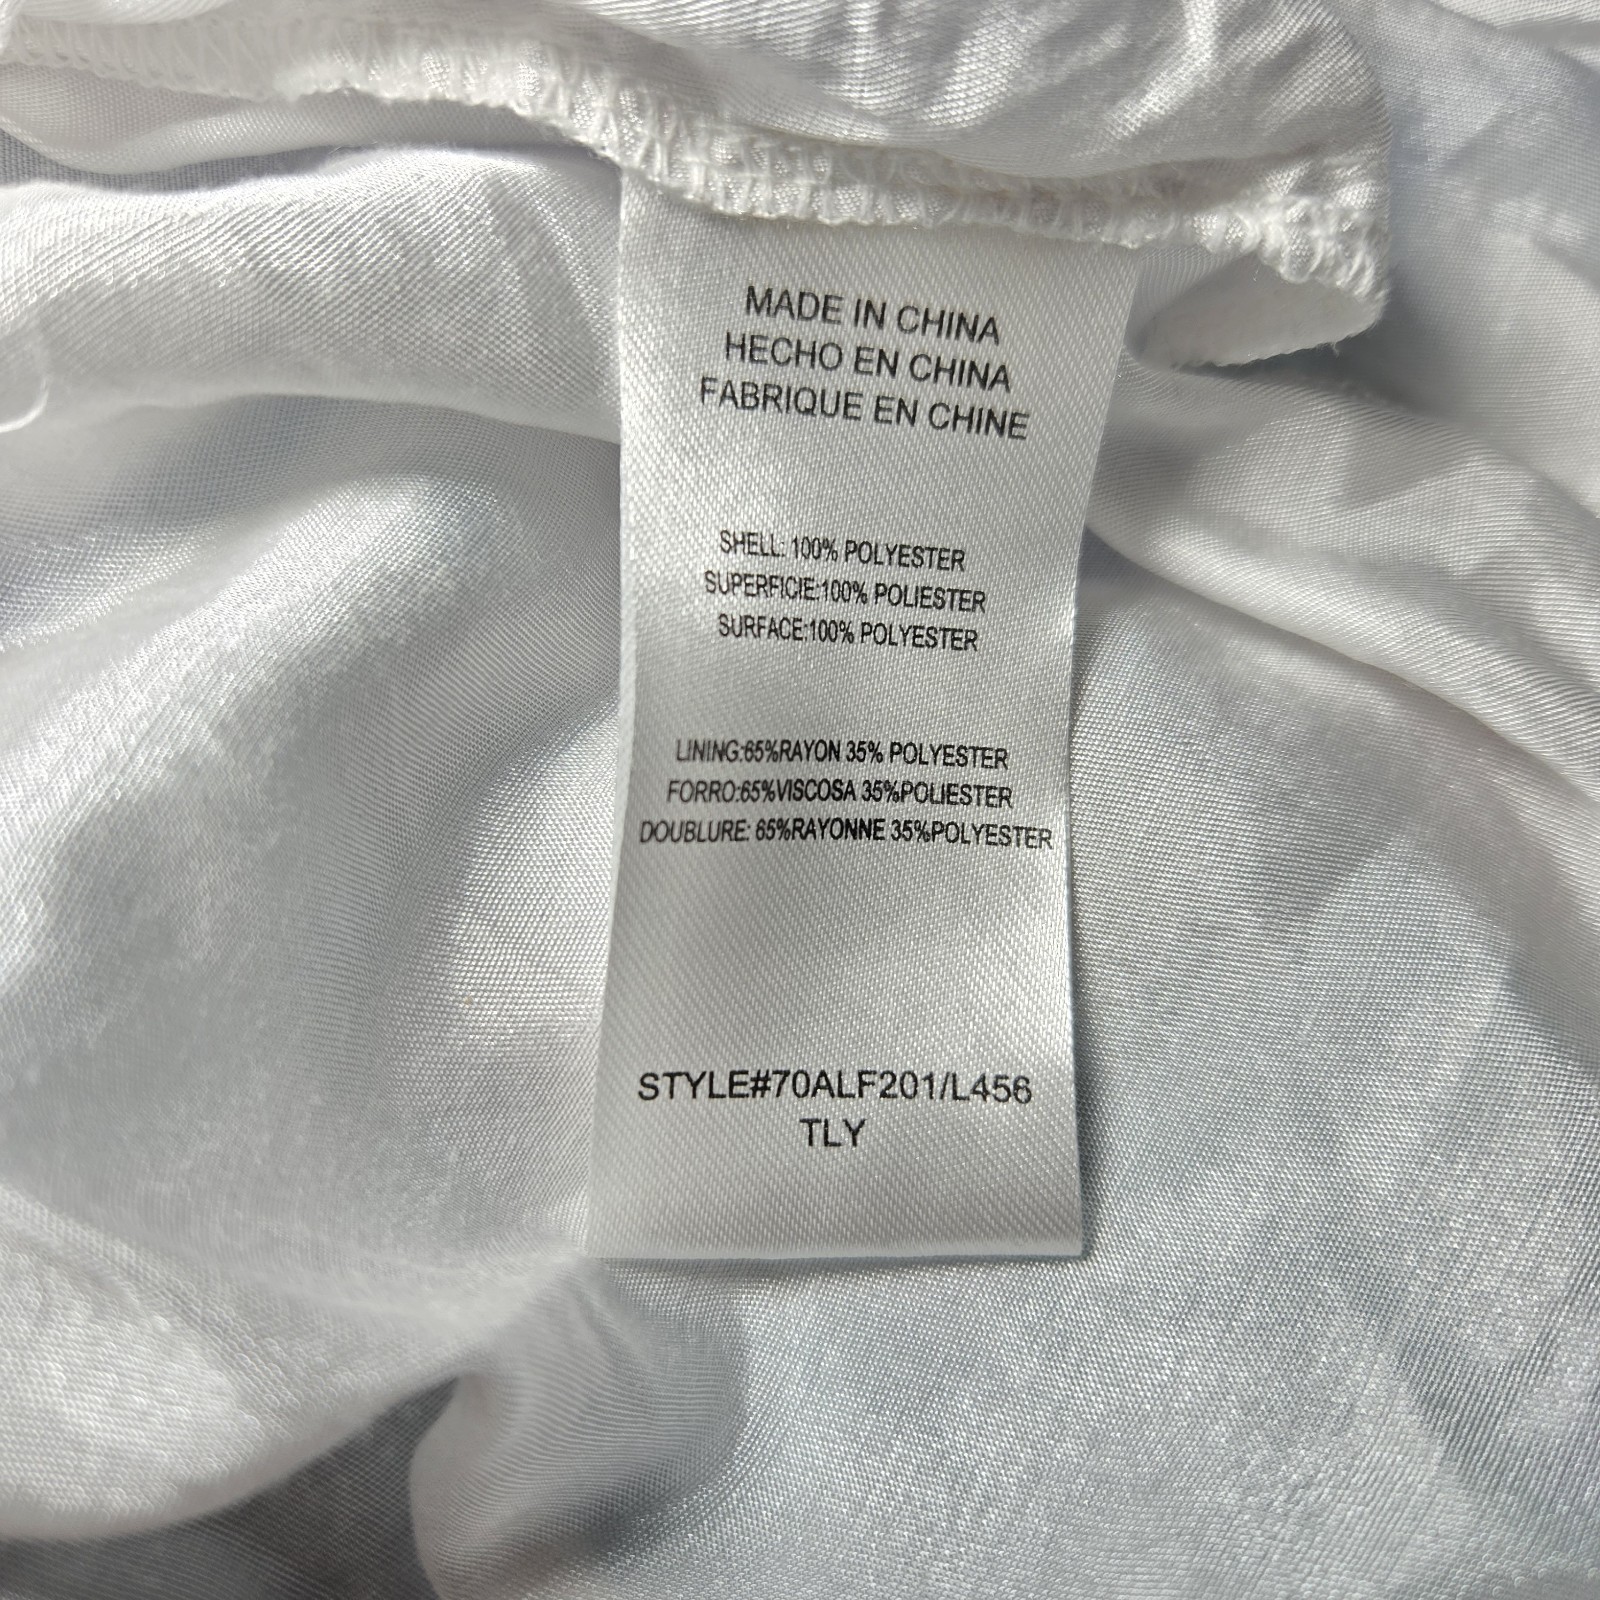 MADE IN CHINA
HECHO EN CHINA
FABRIQUE EN CHINE
SHELL: 100% POLYESTER
SUPERFICIE:100% POLIESTER
SURFACE:100% POLYESTER
LINING:65%RAYON 35% POLYESTER
FORRO:65%VISCOSA 35%POLIESTER
DOUBLURE: 65%RAYONNE 35%POLYESTER
STYLE#70ALF201/L456
TLY